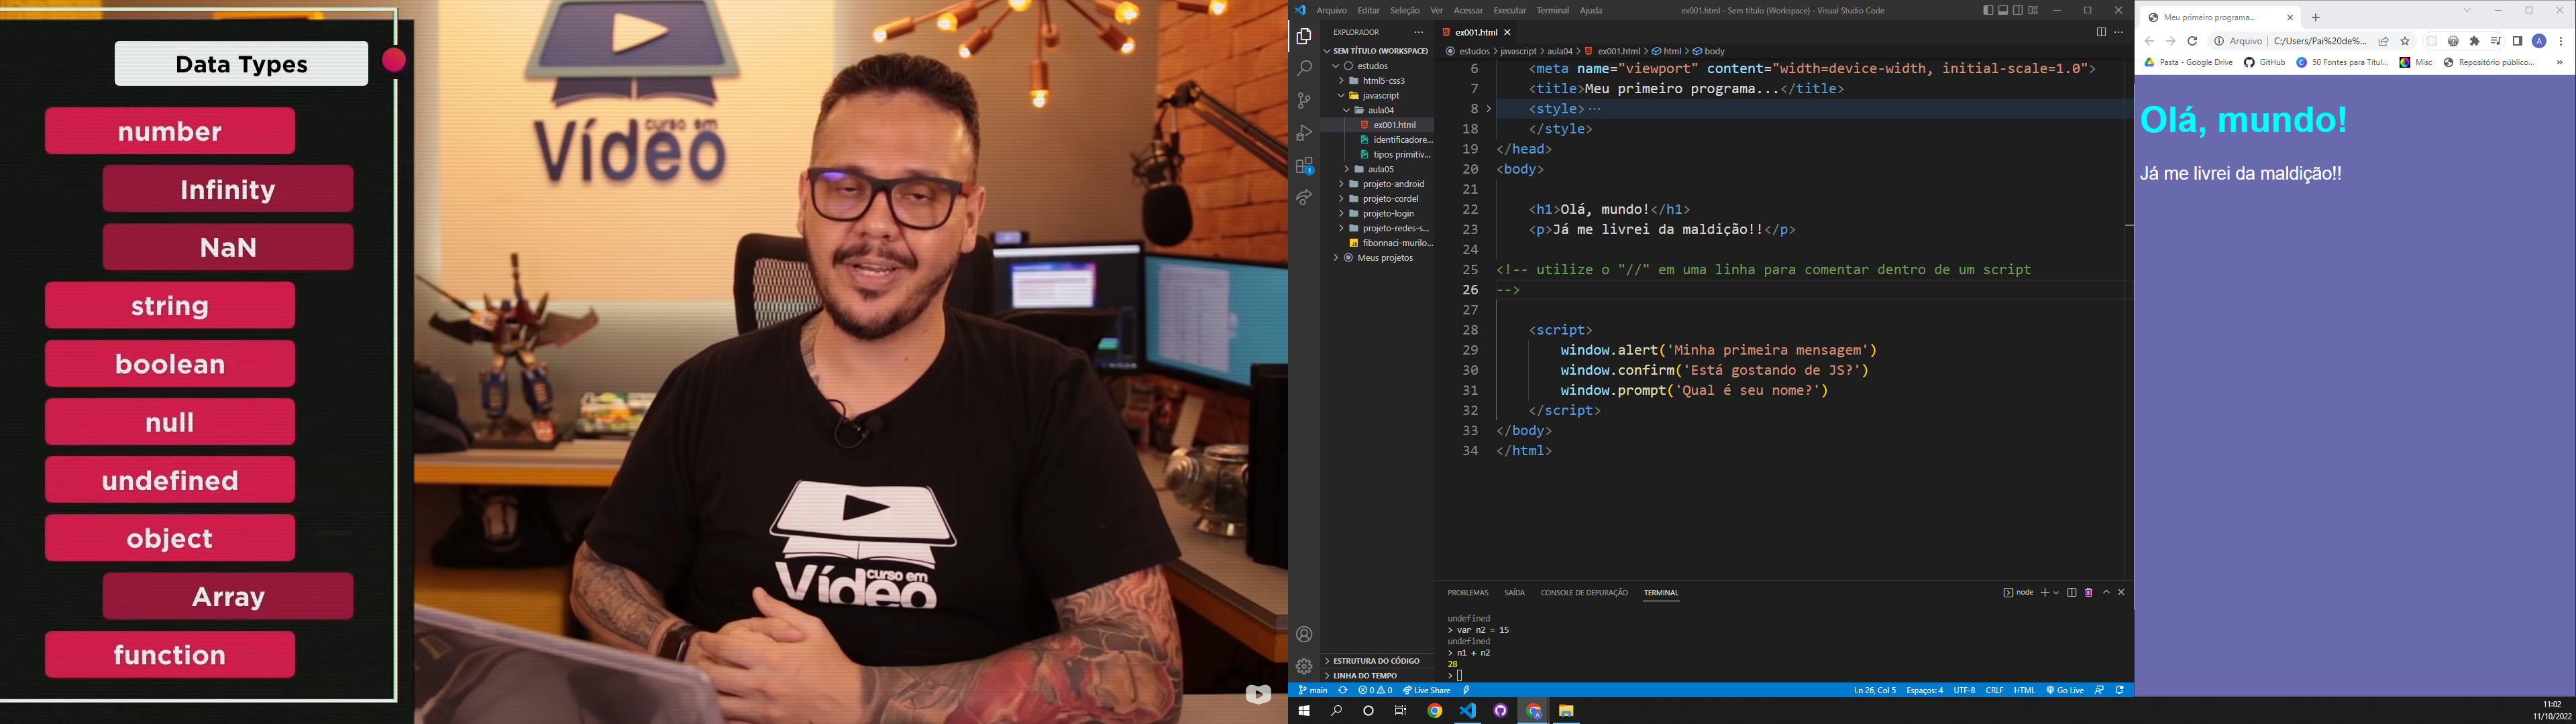 Data Types
number
Infinity
NaN
string
boolean
null
undefined
object
Array
function
curso em
Vídeo
curso em
Vídeo
Arquivo Editar Seleção Ver Acessar Executar Terminal Ajuda
ex001.html - Sem título (Workspace) - Visual Studio Code
EXPLORADOR
SEM TÍTULO (WORKSPACE)
estudos
html5-css3
javascript
aula04
ex001.html
identificadore...
tipos primitiv...
aula05
projeto-android
projeto-cordel
projeto-login
projeto-redes-s...
fibonnaci-murilo...
Meus projetos
ESTRUTURA DO CÓDIGO
LINHA DO TEMPO
ex001.html
estudos > javascript > aula04 > ex001.html > html > body
6 <meta name="viewport" content="width=device-width, initial-scale=1.0">
7 <title>Meu primeiro programa...</title>
8 <style>...
18 </style>
19 </head>
20 <body>
21
22 <h1>Olá, mundo!</h1>
23 <p>Já me livrei da maldição!!</p>
24
25 <!-- utilize o "//" em uma linha para comentar dentro de um script
26 -->
27
28 <script>
29 window.alert('Minha primeira mensagem')
30 window.confirm('Está gostando de JS?')
31 window.prompt('Qual é seu nome?')
32 </script>
33 </body>
34 </html>
PROBLEMAS SAÍDA CONSOLE DE DEPURAÇÃO TERMINAL
node
undefined
> var n2 = 15
undefined
> n1 + n2
28
>
main 0 0 Live Share
Ln 26, Col 5 Espaços: 4 UTF-8 CRLF HTML Go Live
Meu primeiro programa...
Arquivo | C:/Users/Pai%20de%...
A
Pasta - Google Drive GitHub 50 Fontes para Títul... Misc Repositório público...
Olá, mundo!
Já me livrei da maldição!!
11:02
11/10/2022